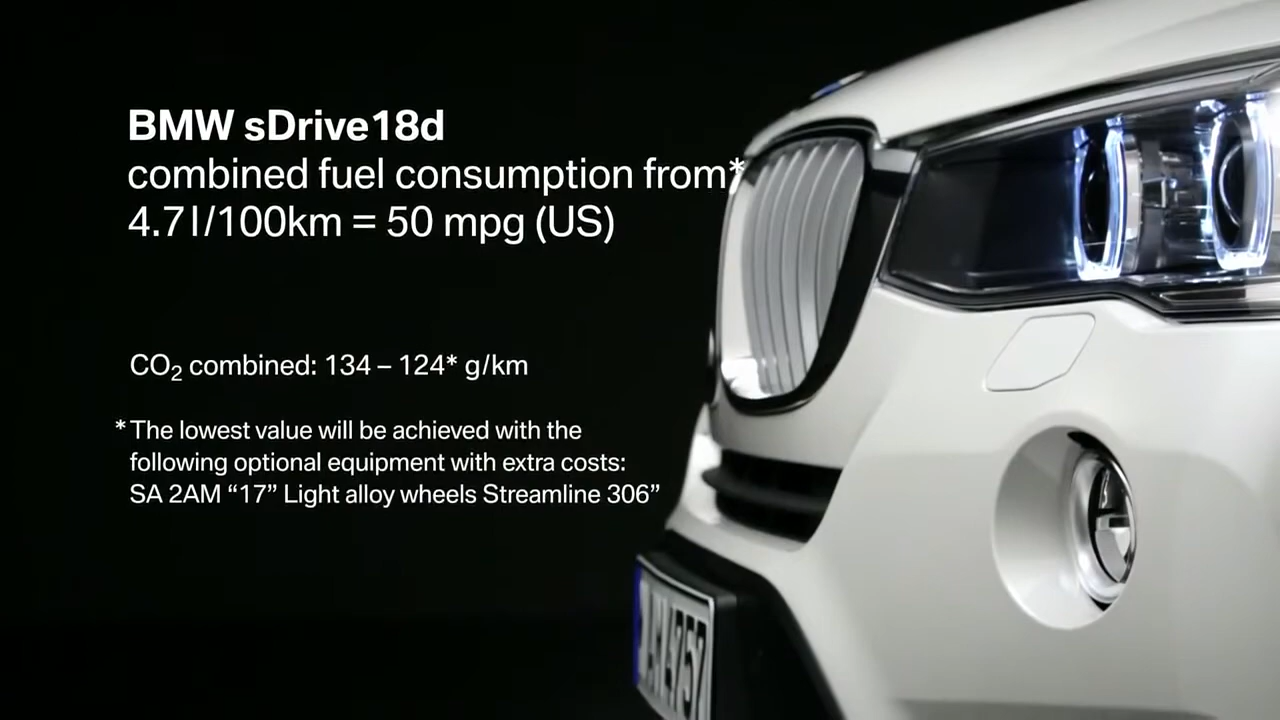 BMW sDrive18d
combined fuel consumption from*
4.7l/100km = 50 mpg (US)
CO₂ combined: 134 – 124* g/km
* The lowest value will be achieved with the
following optional equipment with extra costs:
SA 2AM “17” Light alloy wheels Streamline 306”